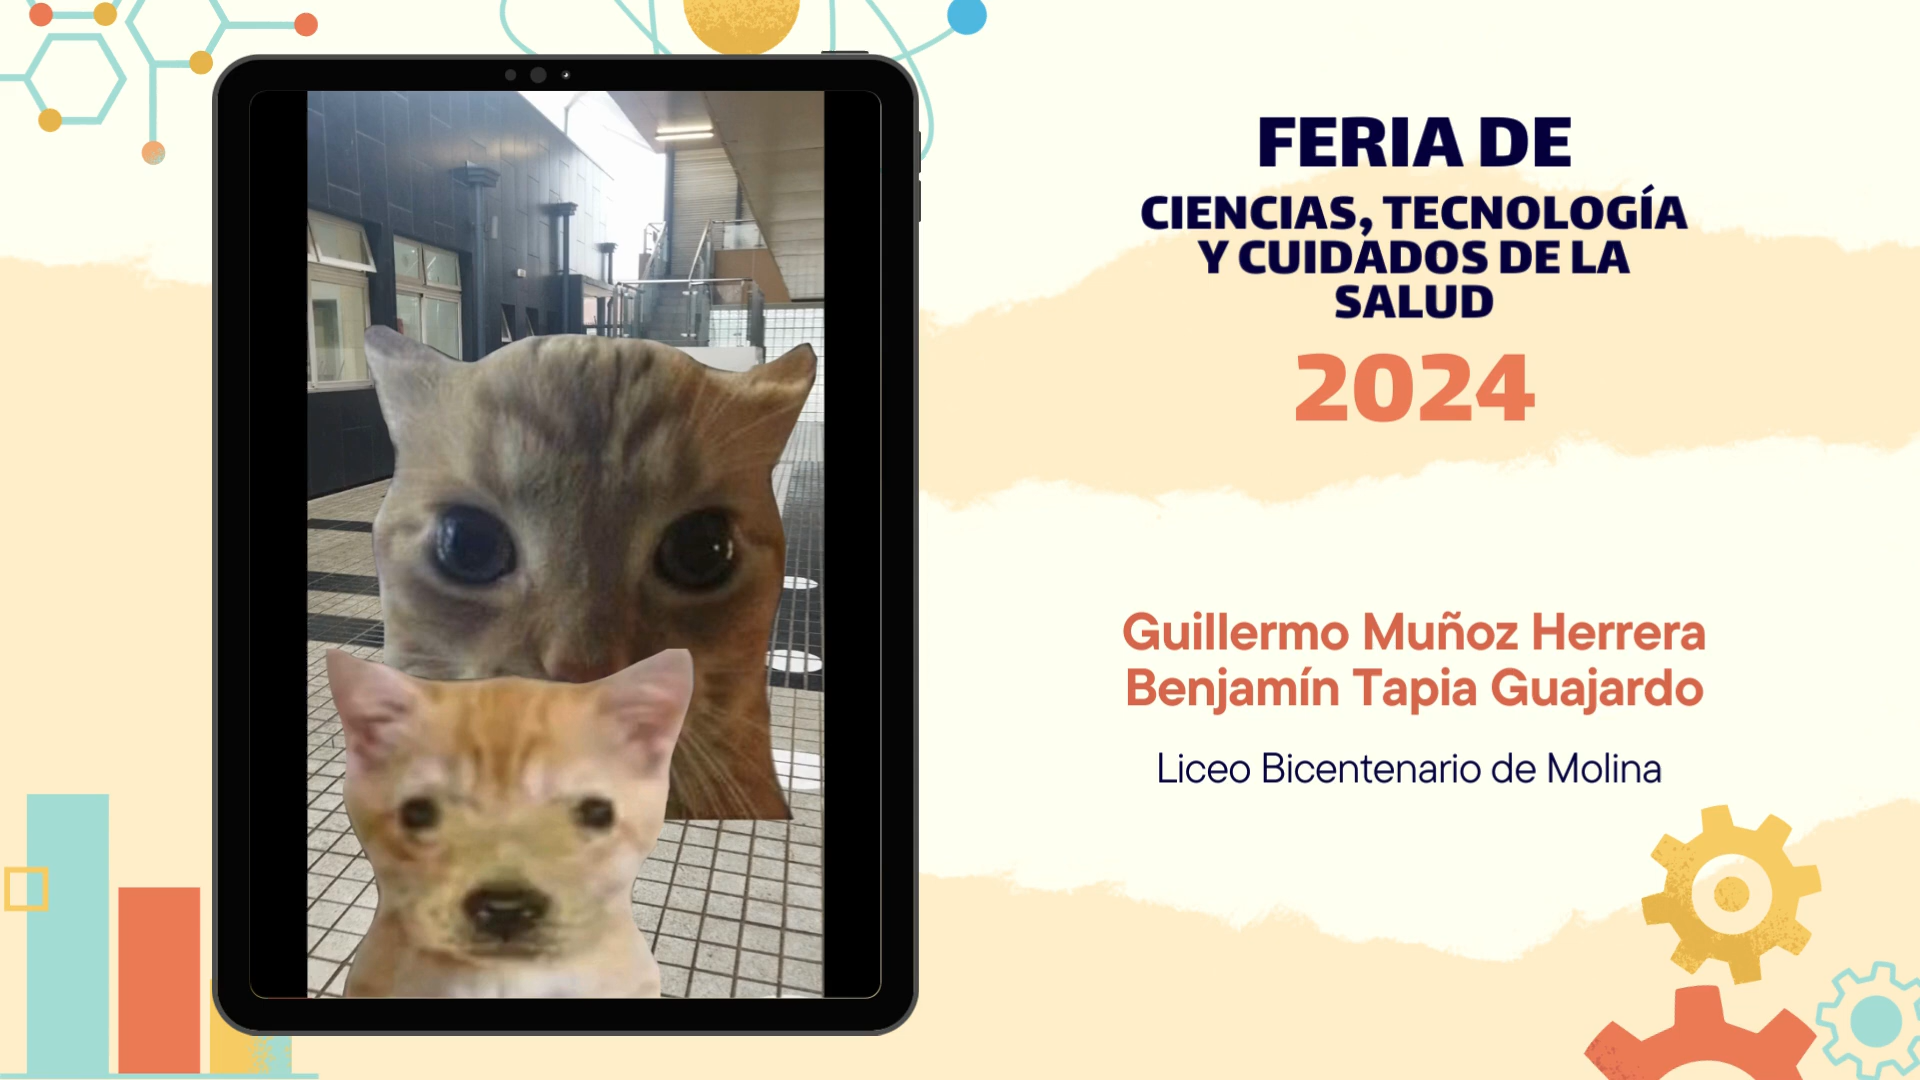 FERIA DE
CIENCIAS, TECNOLOGÍA
Y CUIDADOS DE LA
SALUD
2024
Guillermo Muñoz Herrera
Benjamín Tapia Guajardo
Liceo Bicentenario de Molina